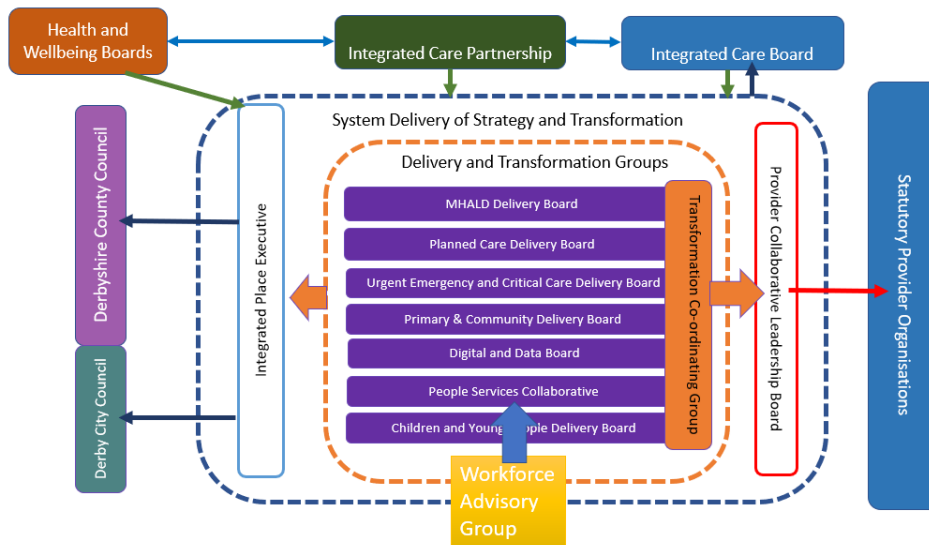 Health and
Wellbeing Boards
Integrated Care Partnership
Integrated Care Board
System Delivery of Strategy and Transformation
Delivery and Transformation Groups
Derbyshire County Council
Derby City Council
Integrated Place Executive
MHALD Delivery Board
Planned Care Delivery Board
Urgent Emergency and Critical Care Delivery Board
Primary & Community Delivery Board
Digital and Data Board
People Services Collaborative
Children and Young People Delivery Board
Transformation Co-ordinating Group
Provider Collaborative Leadership Board
Statutory Provider Organisations
Workforce
Advisory
Group